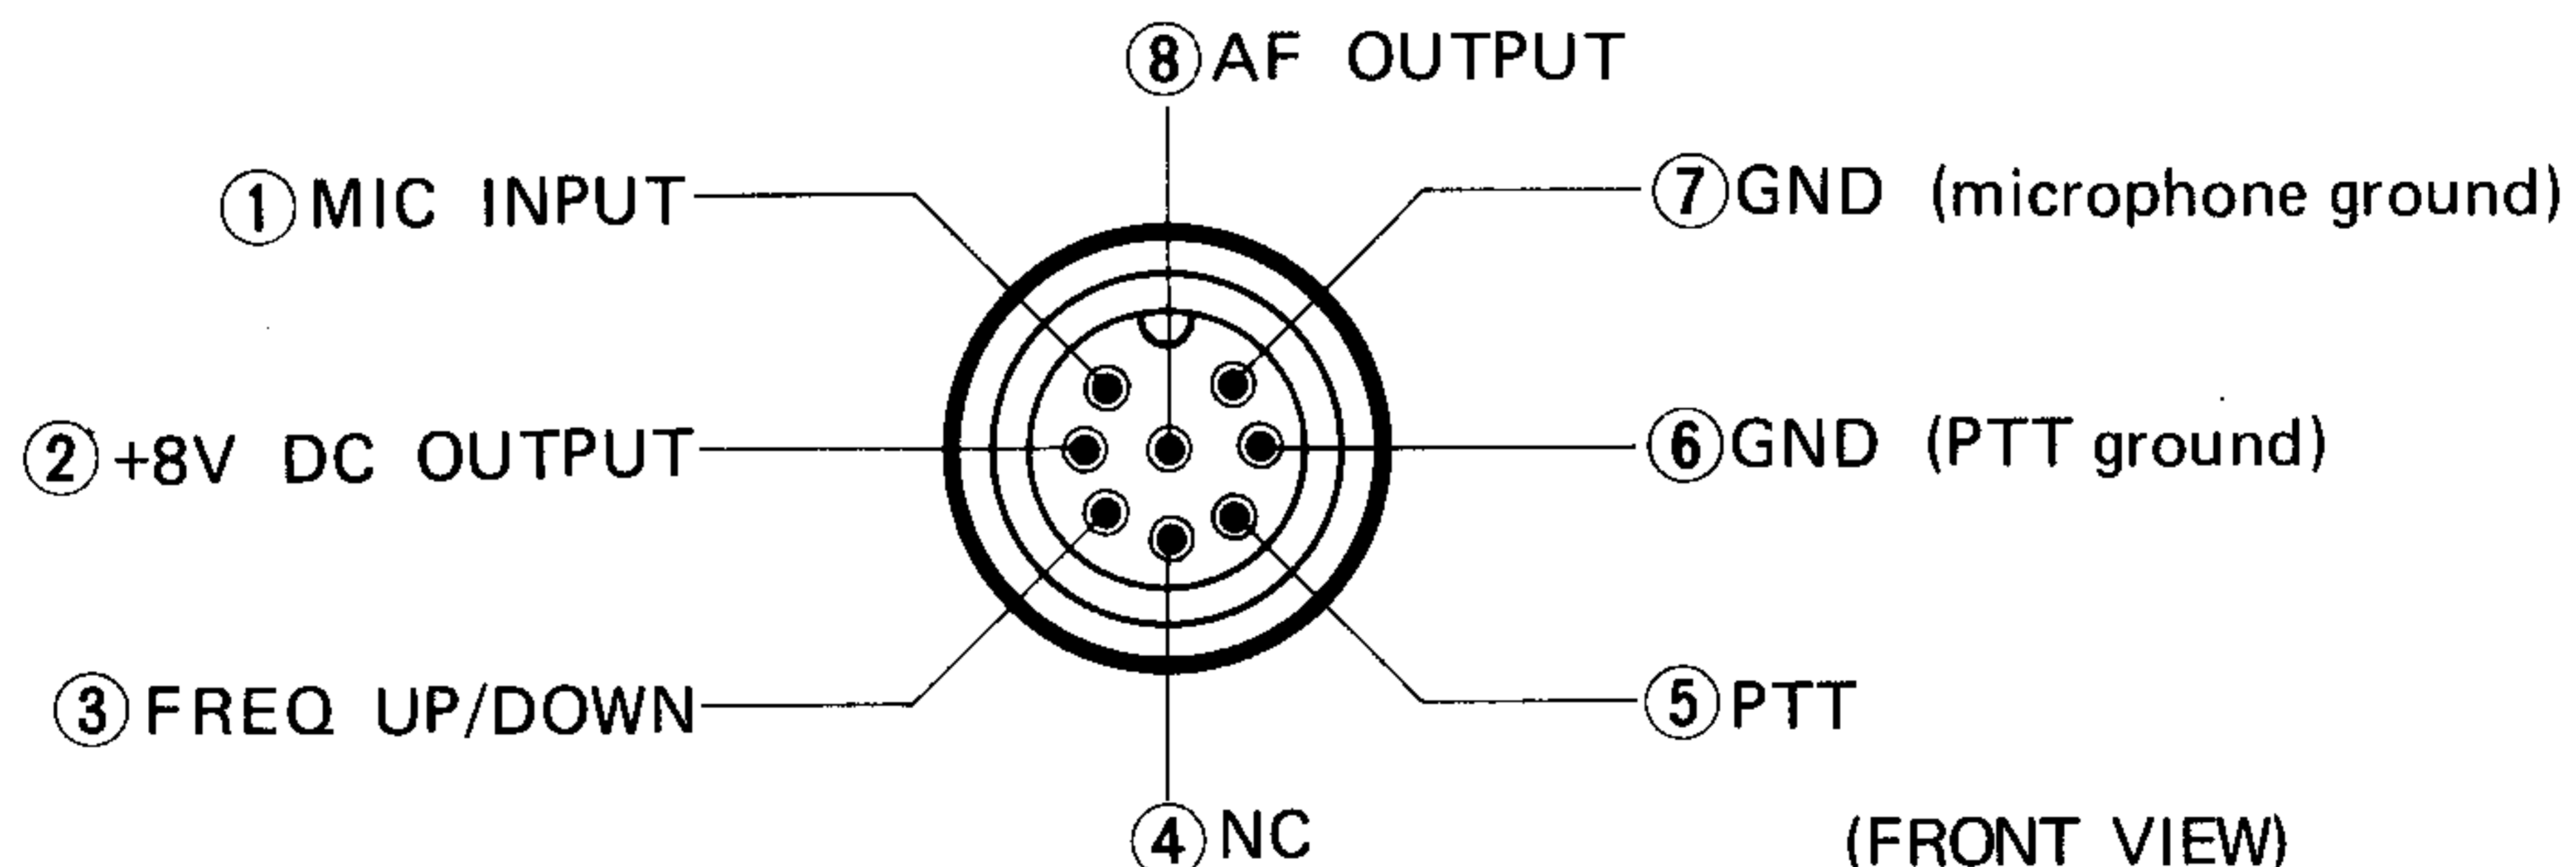 ⑧AF OUTPUT
①MIC INPUT
⑦GND (microphone ground)
②+8V DC OUTPUT
⑥GND (PTT ground)
③FREQ UP/DOWN
⑤PTT
④NC
(FRONT VIEW)